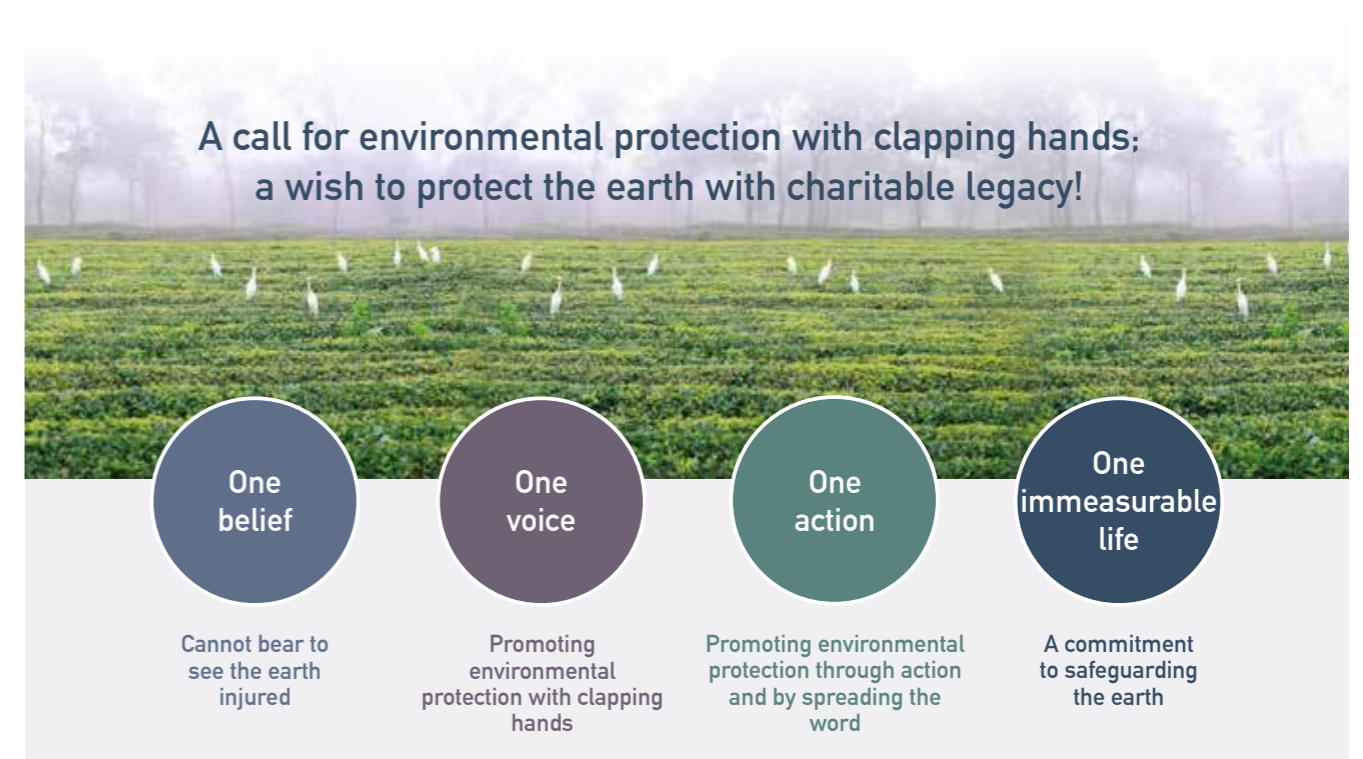 A call for environmental protection with clapping hands;
a wish to protect the earth with charitable legacy!
One
belief
One
voice
One
action
One
immeasurable
life
Cannot bear to
see the earth
injured
Promoting
environmental
protection with clapping
hands
Promoting environmental
protection through action
and by spreading the
word
A commitment
to safeguarding
the earth